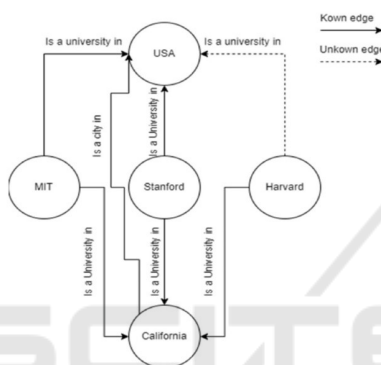 Kown edge
Is a university in
USA
Is a university in
Unkown edge
Is a city in
Is a University in
MIT
Stanford
Harvard
Is a University in
Is a University in
Is a University in
California